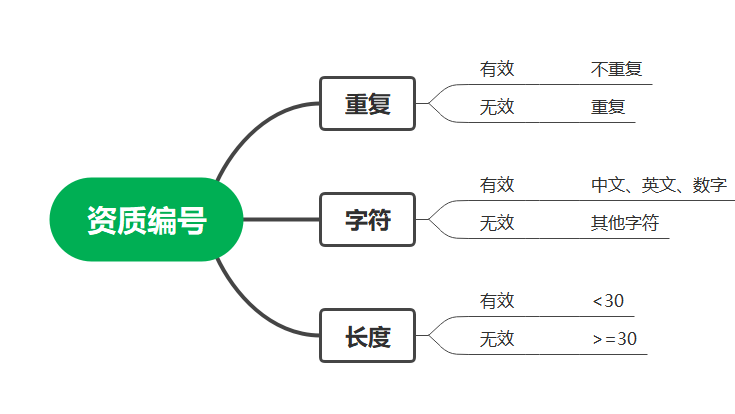 资质编号
重复
有效 不重复
无效 重复
字符
有效 中文、英文、数字
无效 其他字符
长度
有效 <30
无效 >=30